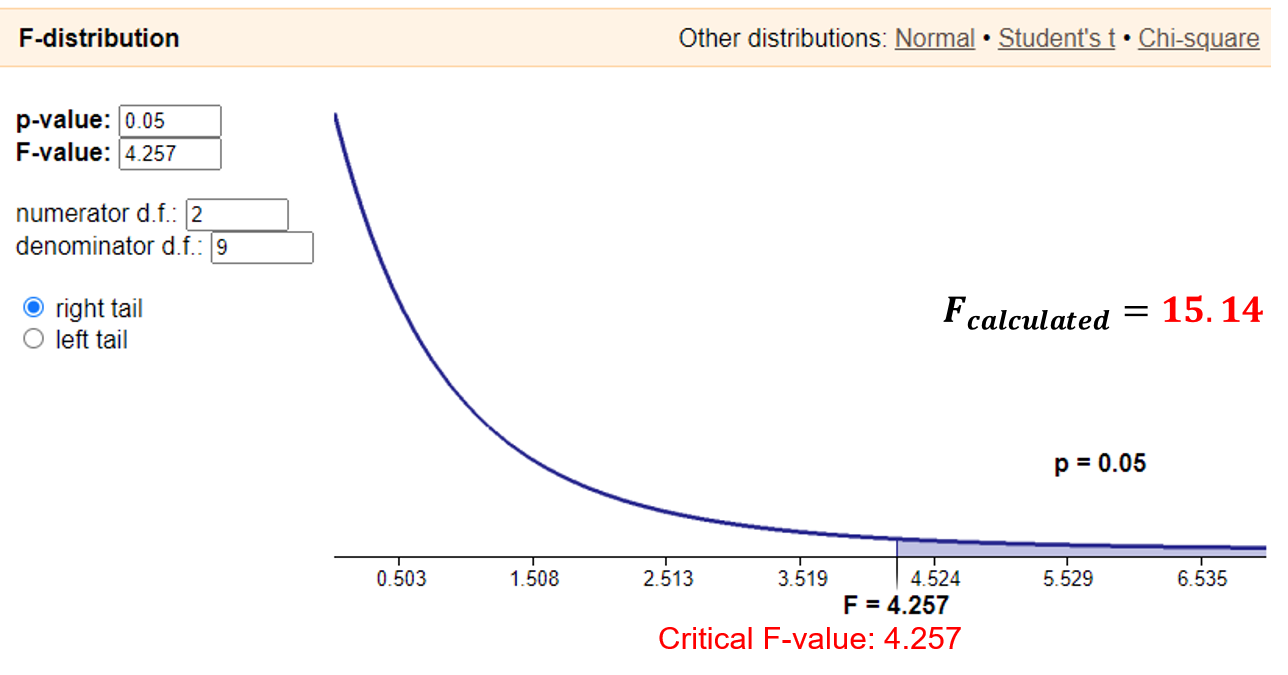 F-distribution
Other distributions: Normal • Student's t • Chi-square
p-value: 0.05
F-value: 4.257
numerator d.f.: 2
denominator d.f.: 9
right tail
left tail
F calculated = 15.14
p = 0.05
0.503 1.508 2.513 3.519 4.524 5.529 6.535
F = 4.257
Critical F-value: 4.257